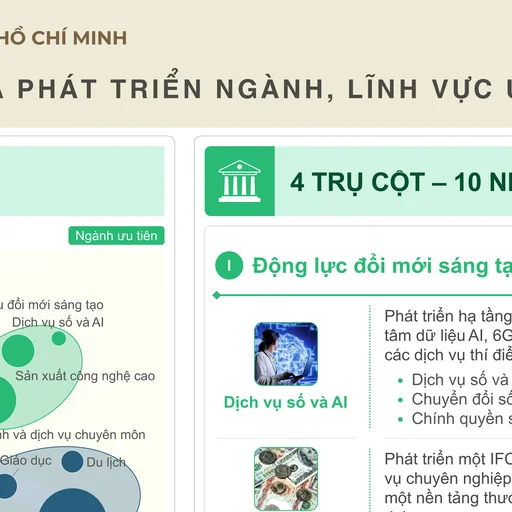 HỒ CHÍ MINH
PHÁT TRIỂN NGÀNH, LĨNH VỰC
Ngành ưu tiên
đổi mới sáng tạo
Dịch vụ số và AI
Sản xuất công nghệ cao
và dịch vụ chuyên môn
Giáo dục
Du lịch
4 TRỤ CỘT – 10
I
Động lực đổi mới sáng
Dịch vụ số và AI
Phát triển hạ tầng
tâm dữ liệu AI, 6G
các dịch vụ thí
• Dịch vụ số và
• Chuyển đổi số
• Chính quyền
Phát triển một IFC
vụ chuyên nghiệp
một nền tảng